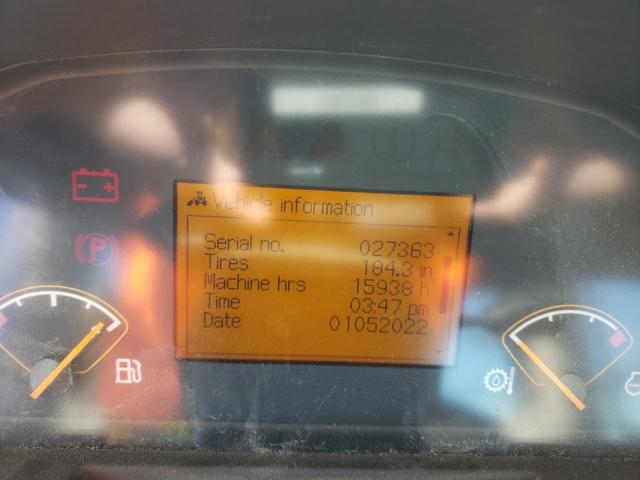 Vehicle information
Serial no. 027363
Tires 184.3 in
Machine hrs 15938 h
Time 03:47 pm
Date 01052022
P